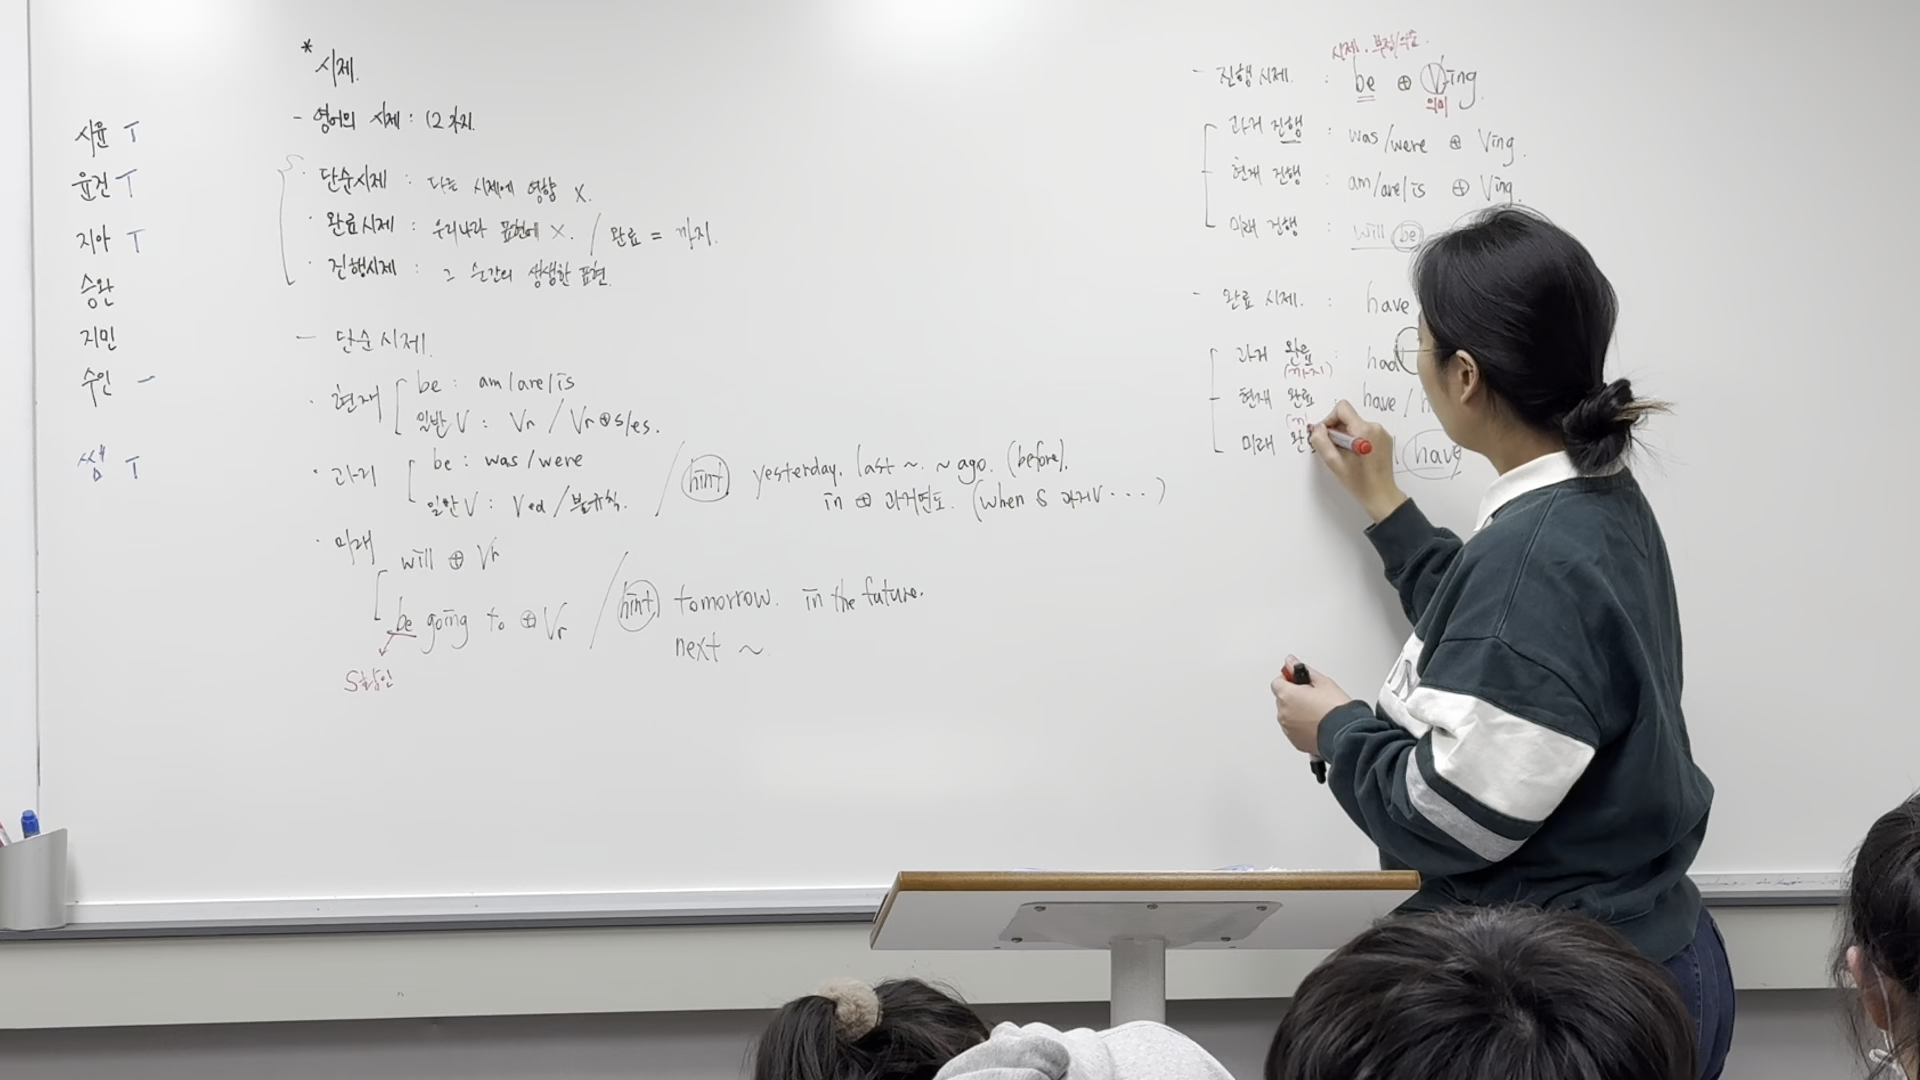 시윤 T
윤건 T
지아 T
승완
지민
수인 -
쌤 T
* 시제.
- 영어의 시제 : 12가지.
· 단순시제 : 다른 시제에 영향 X.
· 완료시제 : 우리나라 표현에 X. / 완료 = 까지.
· 진행시제 : 그 순간의 생생한 표현.
- 단순시제.
· 현재
be : am/are/is
일반V : Vr / Vr⊕s/es.
· 과거
be : was/were
일반V : Ved/불규칙.
/ hint) yesterday. last ~. ~ ago. (before).
in ⊕ 과거연도. (when S 과거V ···)
· 미래
will ⊕ Vr
be going to ⊕ Vr
S확인
/ hint) tomorrow. in the future.
next ~
시제.
- 진행시제. : be ⊕ Ving
의미
과거 진행 : was/were ⊕ Ving.
현재 진행 : am/are/is ⊕ Ving.
미래 진행 : will be
- 완료시제. : have
과거 완료 : had
(까지)
현재 완료 have /
미래
have